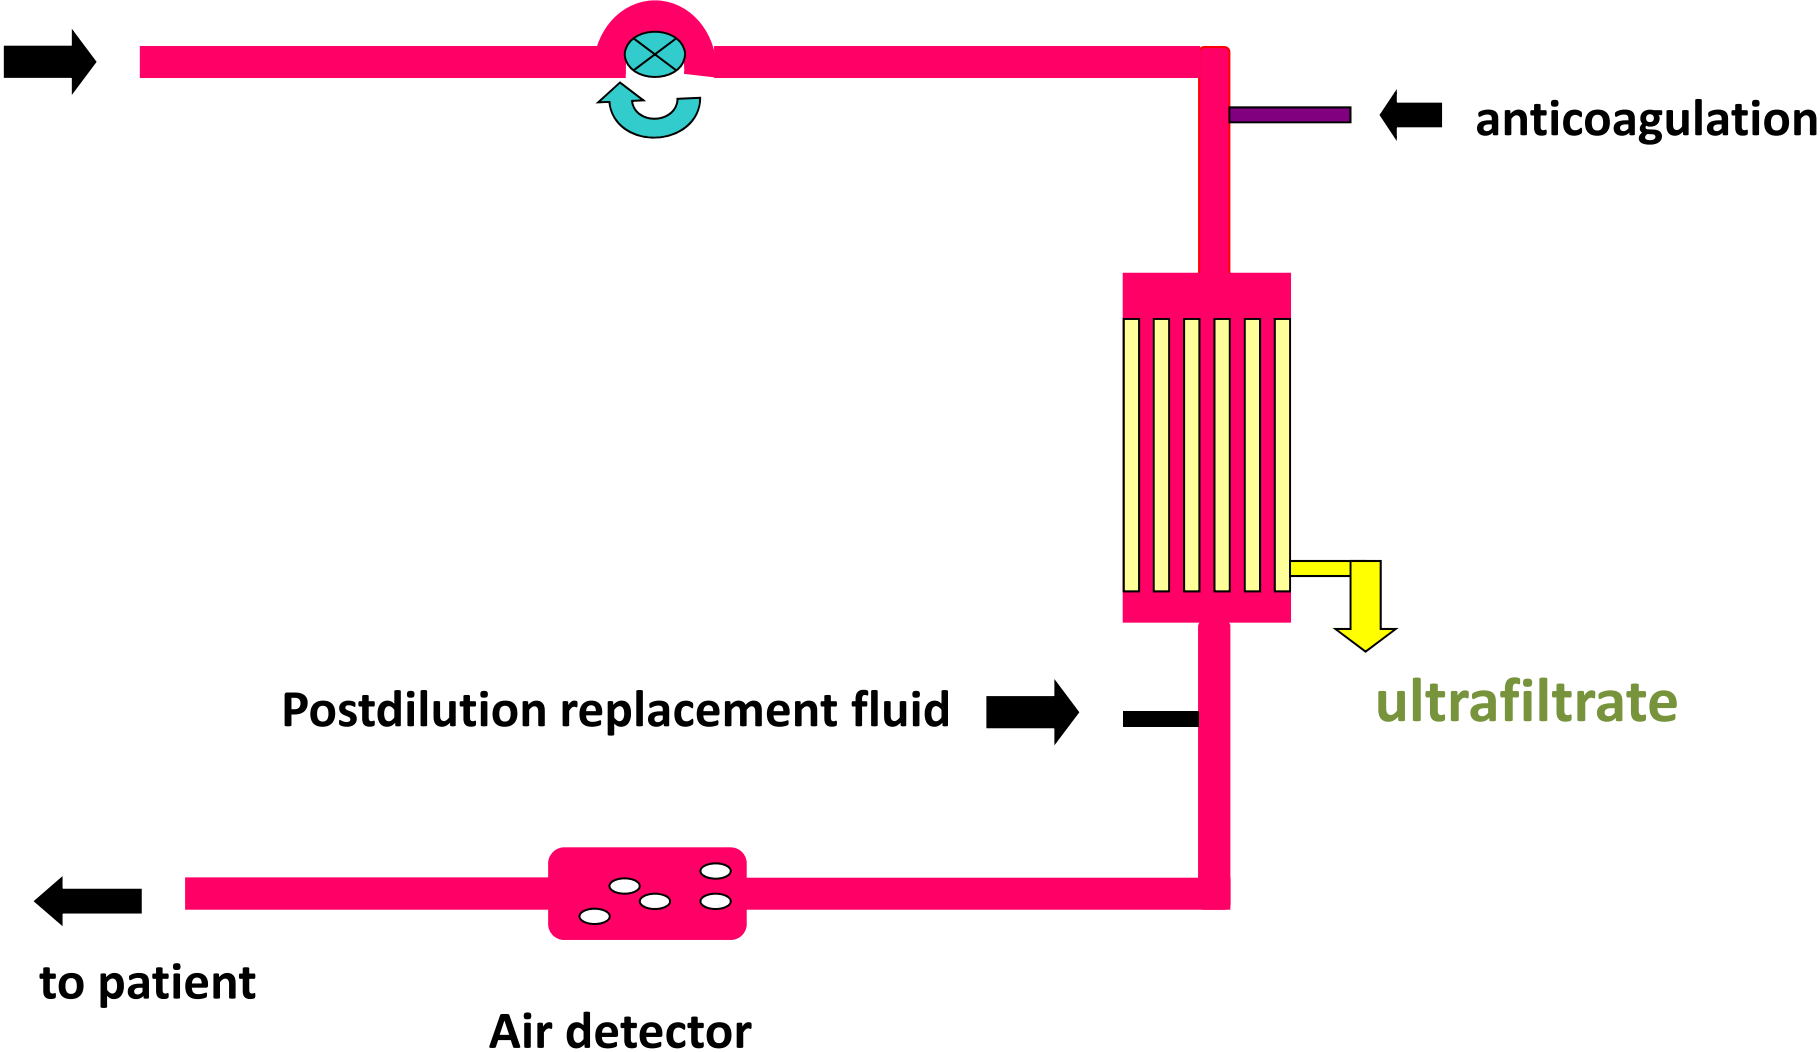 anticoagulation
Postdilution replacement fluid
ultrafiltrate
to patient
Air detector